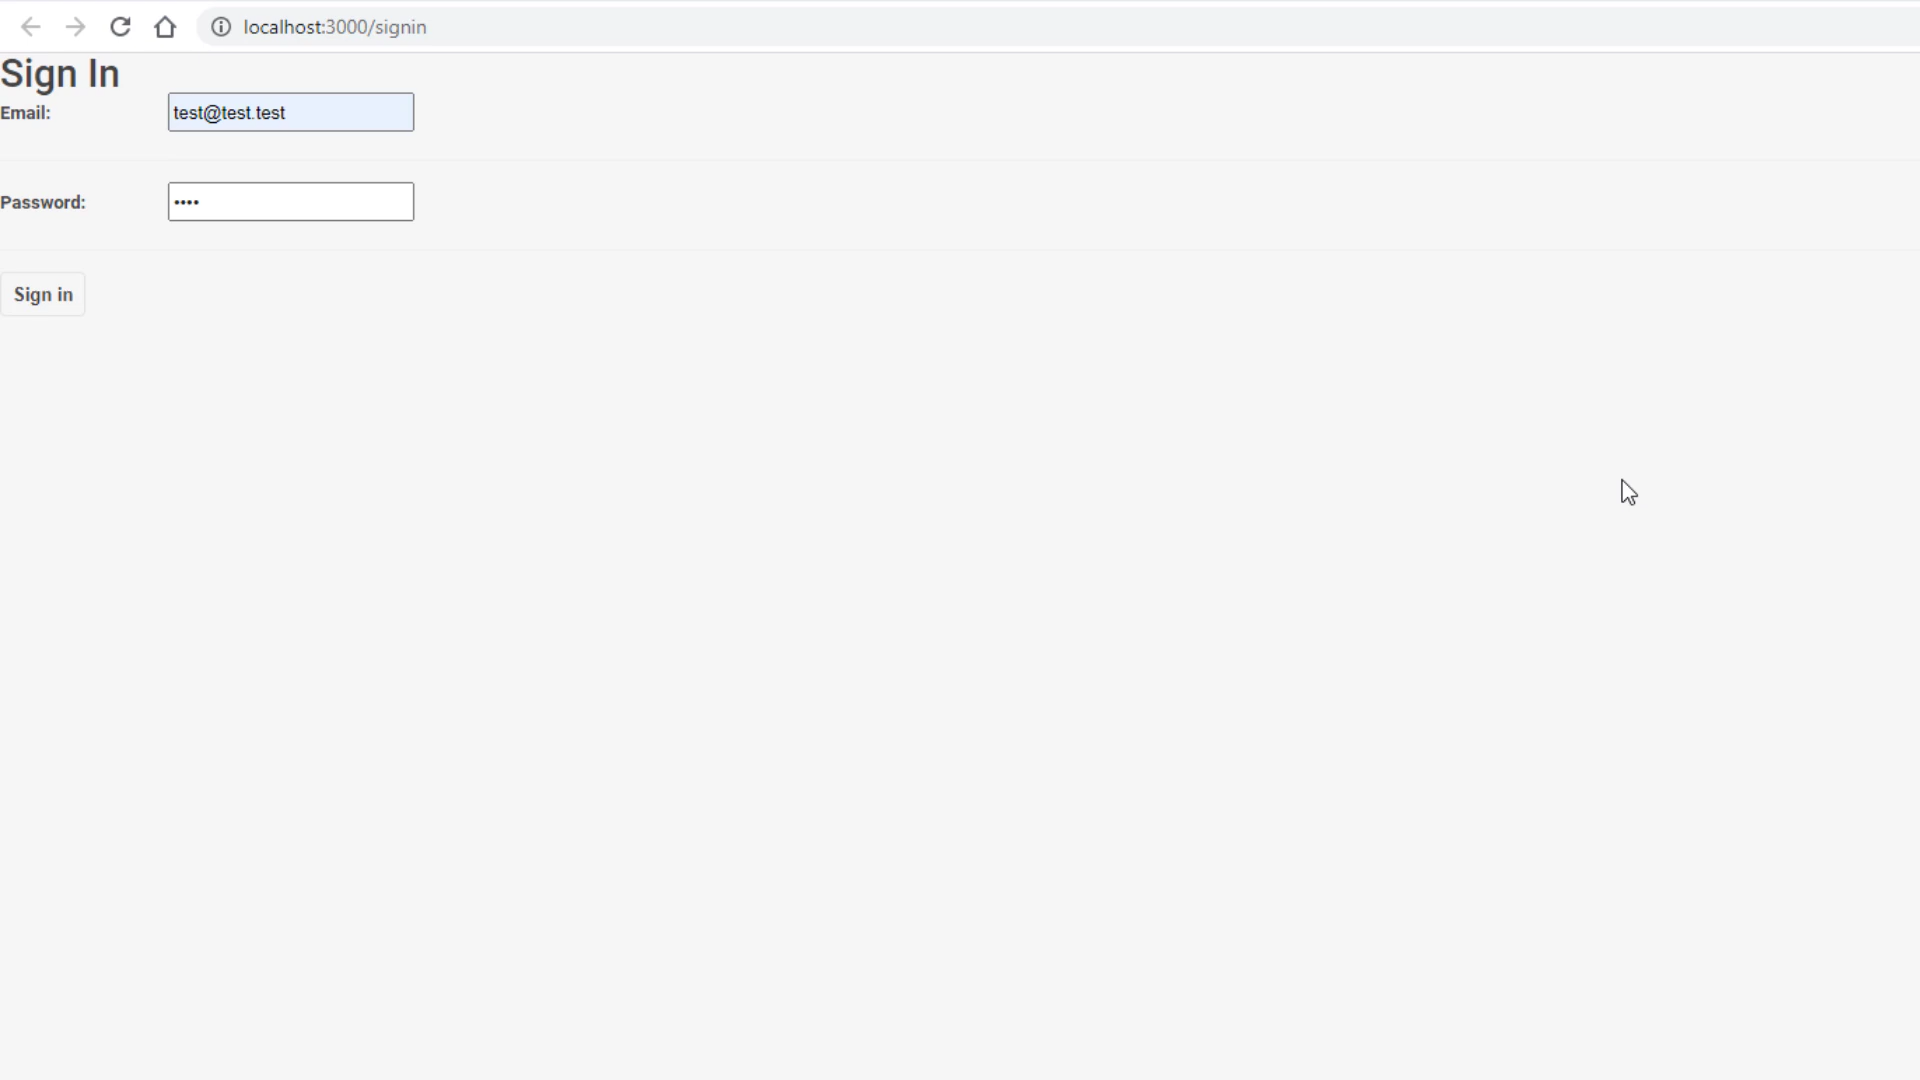 localhost:3000/signin
Sign In
Email: test@test.test
Password: ••••
Sign in